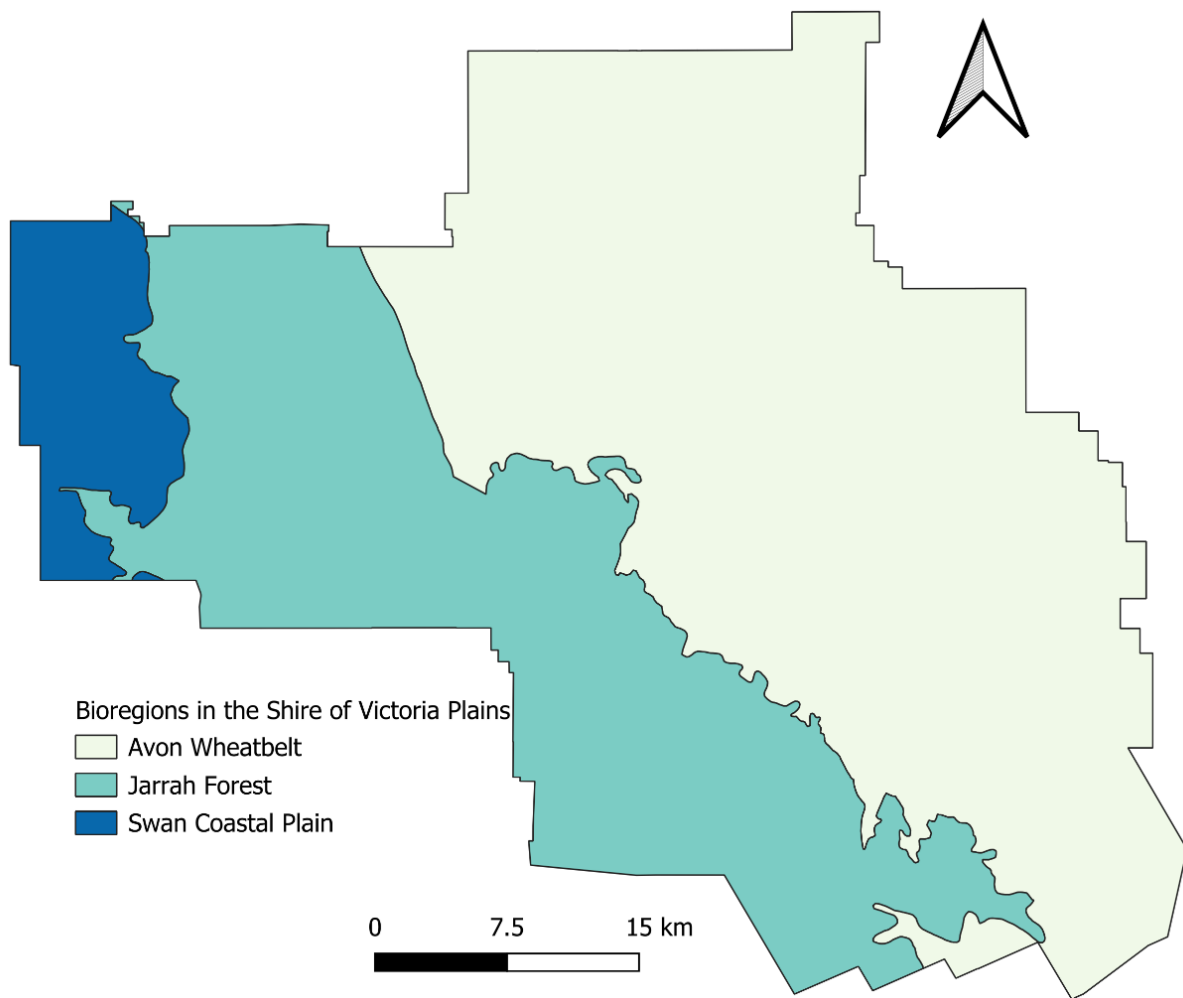 Bioregions in the Shire of Victoria Plains
Avon Wheatbelt
Jarrah Forest
Swan Coastal Plain
0 7.5 15 km